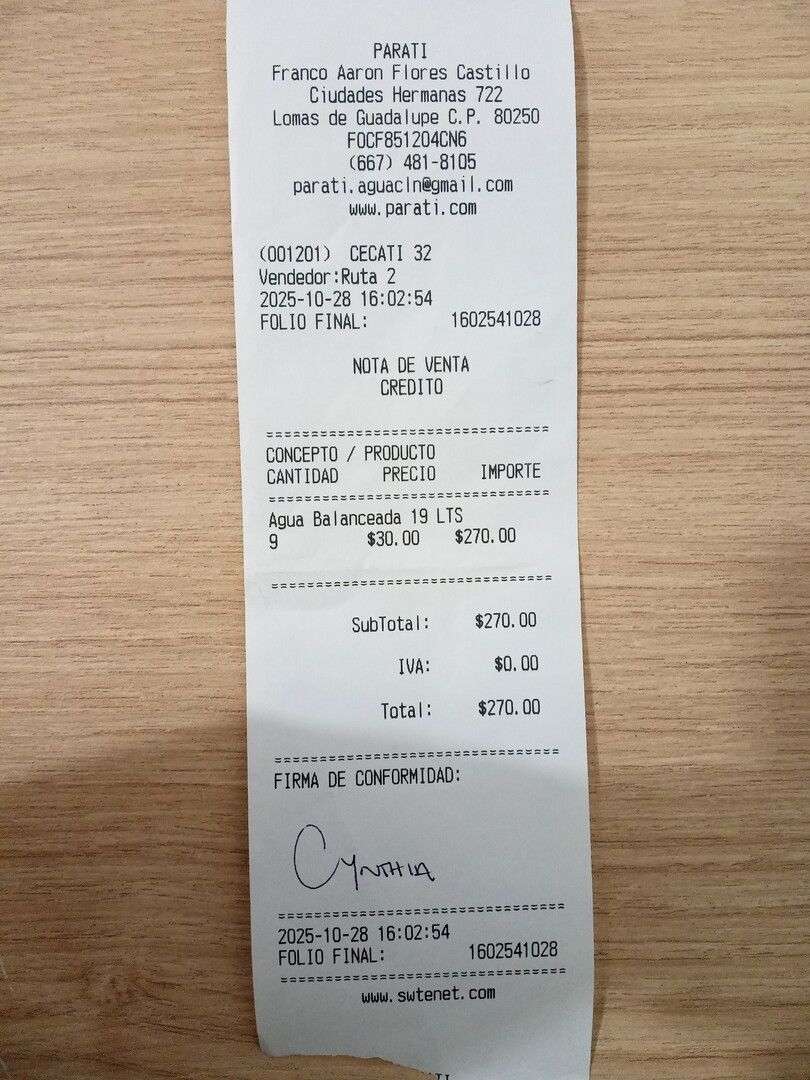 PARATI
Franco Aaron Flores Castillo
Ciudades Hermanas 722
Lomas de Guadalupe C.P. 80250
FOCF851204CN6
(667) 481-8105
parati.aguacln@gmail.com
www.parati.com
(001201) CECATI 32
Vendedor:Ruta 2
2025-10-28 16:02:54
FOLIO FINAL: 1602541028
NOTA DE VENTA
CREDITO
CONCEPTO / PRODUCTO
CANTIDAD PRECIO IMPORTE
Agua Balanceada 19 LTS
9 $30.00 $270.00
SubTotal: $270.00
IVA: $0.00
Total: $270.00
FIRMA DE CONFORMIDAD:
CYNTHIA
2025-10-28 16:02:54
FOLIO FINAL: 1602541028
www.swtenet.com